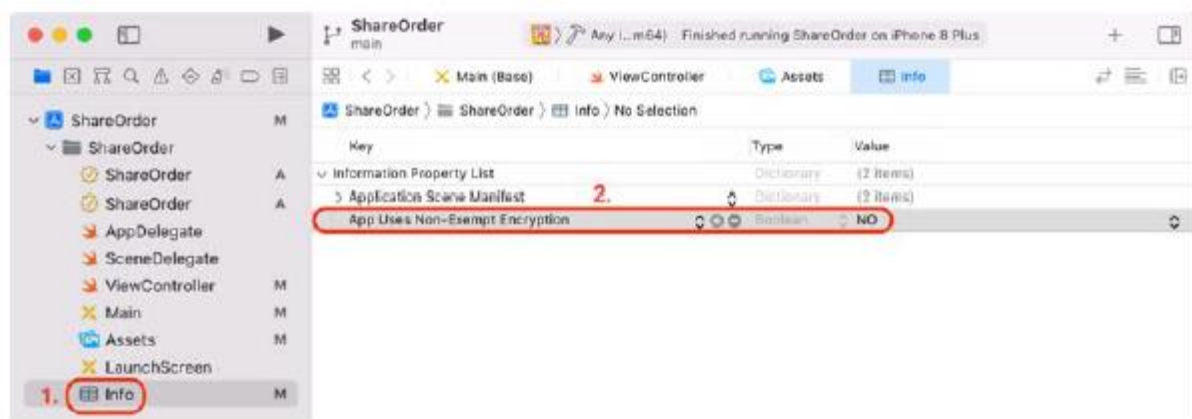 ShareOrder
main
Any i...m64) Finished running ShareOrder on iPhone 8 Plus
Main (Base) ViewController Assets Info
ShareOrder ShareOrder Info No Selection
Key Type Value
Information Property List Dictionary (2 items)
Application Scene Manifest 2. Dictionary (2 items)
App Uses Non-Exempt Encryption Boolean NO
ShareOrder M
ShareOrder
ShareOrder A
ShareOrder A
AppDelegate
SceneDelegate
ViewController M
Main M
Assets M
LaunchScreen
1. Info M